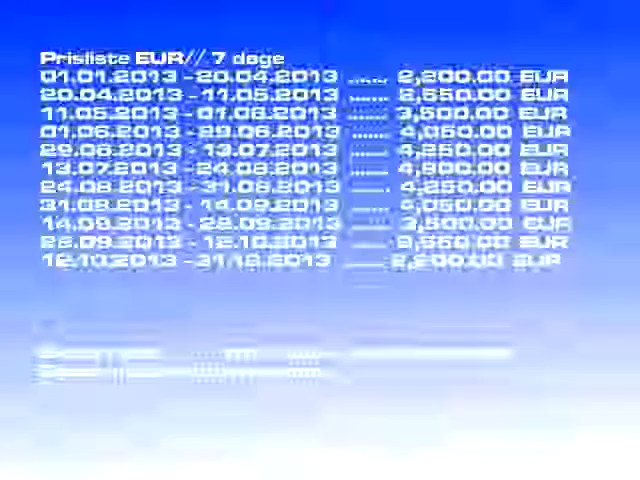 Prisliste EUR// 7 dage
01.01.2013 - 20.04.2013 ....... 2,200.00 EUR
20.04.2013 - 11.05.2013 ....... 2,550.00 EUR
11.05.2013 - 01.06.2013 ....... 3,500.00 EUR
01.06.2013 - 29.06.2013 ....... 4,050.00 EUR
29.06.2013 - 13.07.2013 ....... 4,250.00 EUR
13.07.2013 - 24.08.2013 ....... 4,900.00 EUR
24.08.2013 - 31.08.2013 ....... 4,250.00 EUR
31.08.2013 - 14.09.2013 ....... 4,050.00 EUR
14.09.2013 - 28.09.2013 ....... 3,500.00 EUR
28.09.2013 - 12.10.2013 ....... 2,550.00 EUR
12.10.2013 - 31.12.2013 ....... 2,200.00 EUR